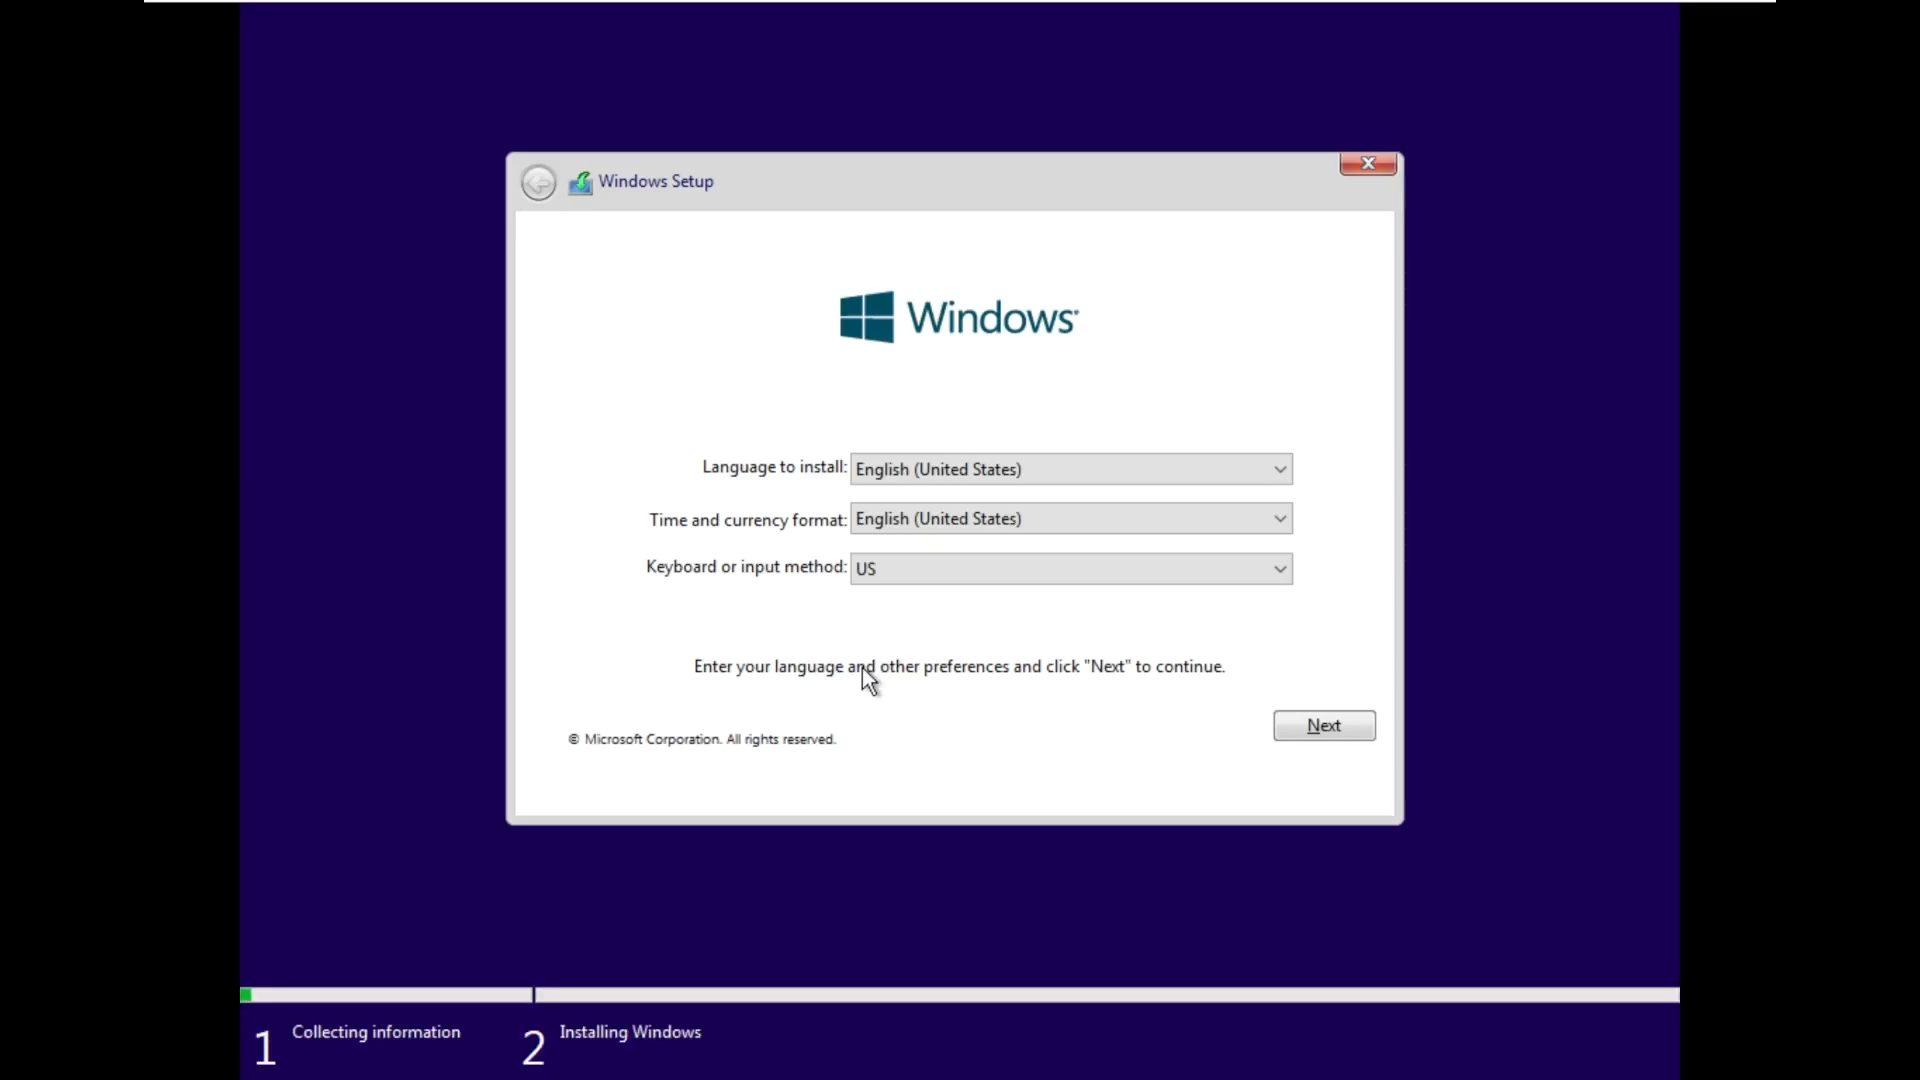 Windows Setup
Windows
Language to install: English (United States)
Time and currency format: English (United States)
Keyboard or input method: US
Enter your language and other preferences and click "Next" to continue.
Next
© Microsoft Corporation. All rights reserved.
1 Collecting information
2 Installing Windows